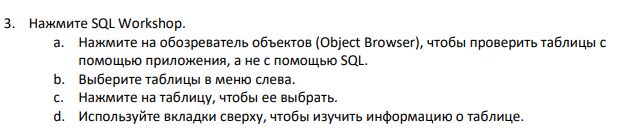 3. Нажмите SQL Workshop.
a. Нажмите на обозреватель объектов (Object Browser), чтобы проверить таблицы с
помощью приложения, а не с помощью SQL.
b. Выберите таблицы в меню слева.
c. Нажмите на таблицу, чтобы ее выбрать.
d. Используйте вкладки сверху, чтобы изучить информацию о таблице.